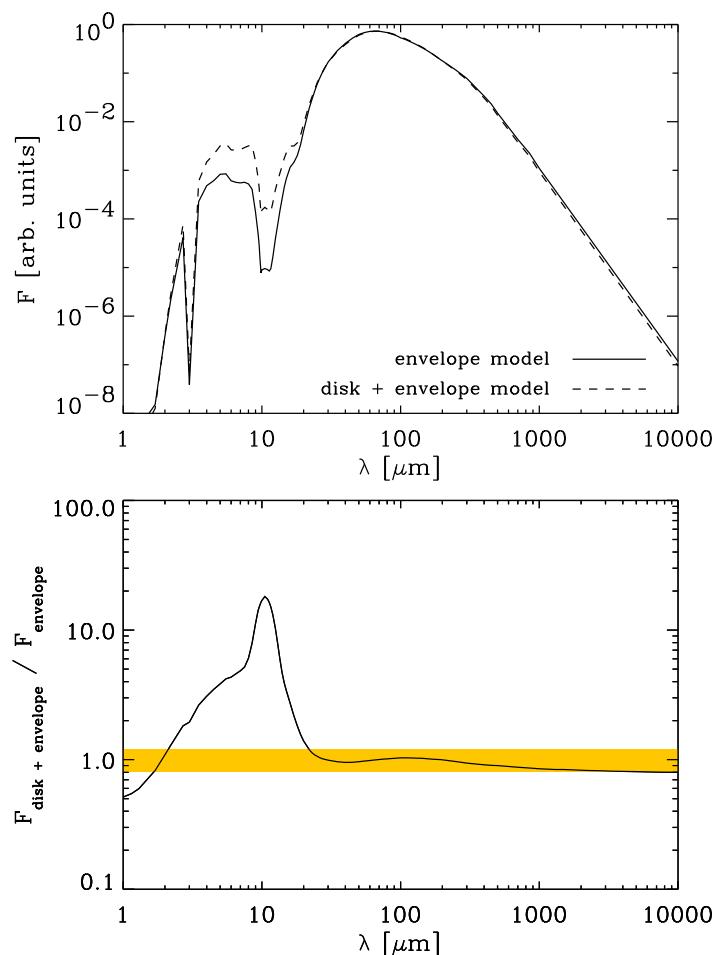 10^0
10^-2
10^-4
10^-6
10^-8
F [arb. units]
envelope model
disk + envelope model
1 10 100 1000 10000
λ [μm]
100.0
10.0
1.0
0.1
F_disk + envelope / F_envelope
1 10 100 1000 10000
λ [μm]